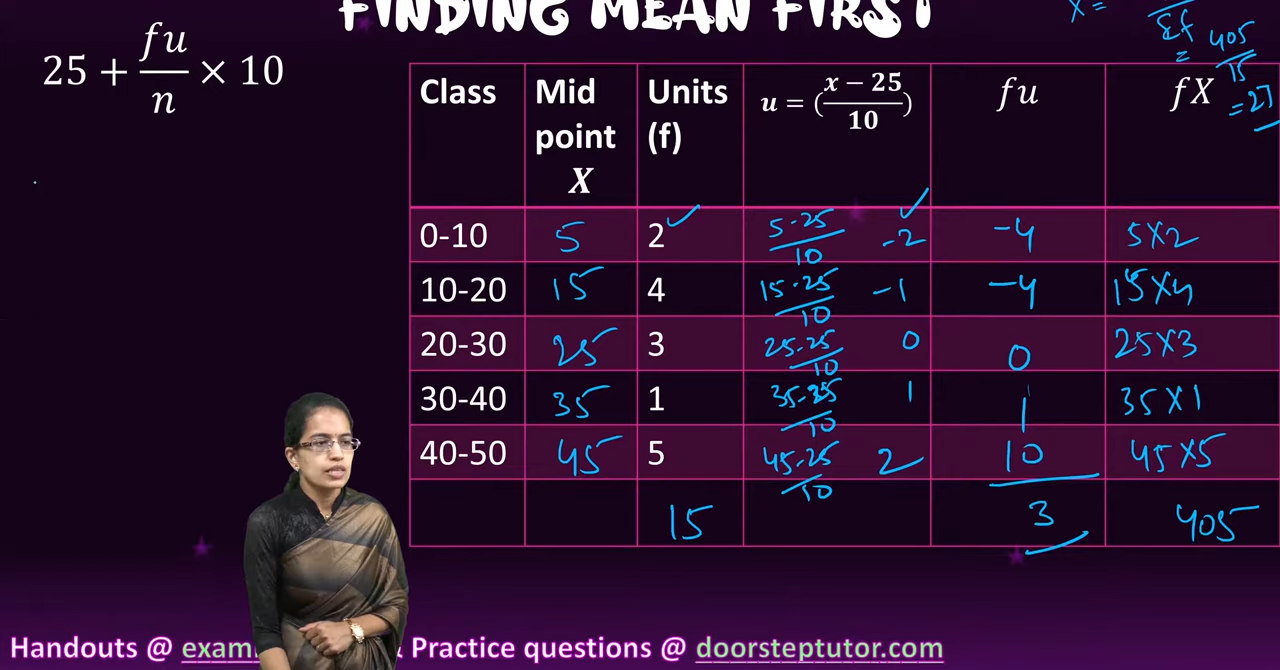 FINDING MEAN FIRST
25 + fu/n × 10
x̄ =
Σf
= 405/15
= 27
Class | Mid point X | Units (f) | u = (x − 25/10) | fu | fX
0-10 | 5 | 2 ✓ | 5-25/10 -2 ✓ | -4 | 5×2
10-20 | 15 | 4 | 15-25/10 -1 | -4 | 15×4
20-30 | 25 | 3 | 25-25/10 0 | 0 | 25×3
30-40 | 35 | 1 | 35-25/10 1 | 1 | 35×1
40-50 | 45 | 5 | 45-25/10 2 | 10 | 45×5
15 | 3 | 405
Handouts @ exam & Practice questions @ doorsteptutor.com